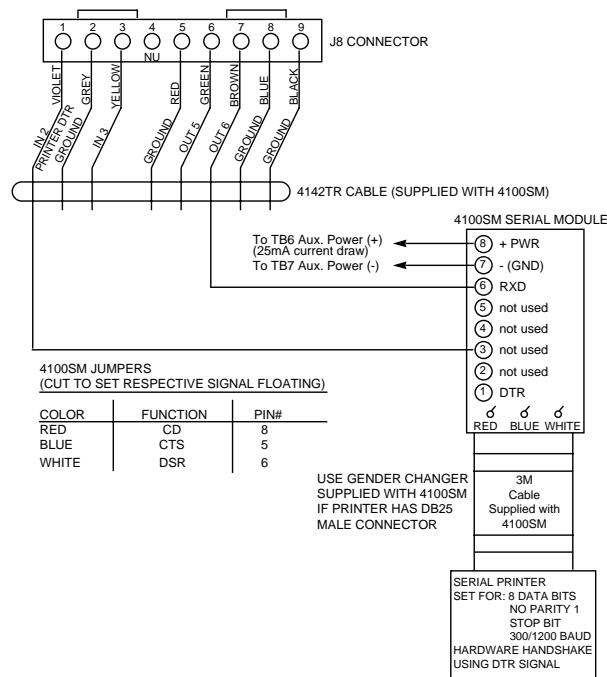 1 2 3 4 5 6 7 8 9
J8 CONNECTOR
NU
VIOLET
GREY
YELLOW
RED
GREEN
BROWN
BLUE
BLACK
IN 2
PRINTER DTR
GROUND
IN 3
GROUND
OUT 5
OUT 6
GROUND
GROUND
4142TR CABLE (SUPPLIED WITH 4100SM)
4100SM SERIAL MODULE
To TB6 Aux. Power (+)
(25mA current draw)
To TB7 Aux. Power (-)
8 + PWR
7 - (GND)
6 RXD
5 not used
4 not used
3 not used
2 not used
1 DTR
RED BLUE WHITE
4100SM JUMPERS
(CUT TO SET RESPECTIVE SIGNAL FLOATING)
COLOR FUNCTION PIN#
RED CD 8
BLUE CTS 5
WHITE DSR 6
USE GENDER CHANGER
SUPPLIED WITH 4100SM
IF PRINTER HAS DB25
MALE CONNECTOR
3M
Cable
Supplied with
4100SM
SERIAL PRINTER
SET FOR: 8 DATA BITS
NO PARITY 1
STOP BIT
300/1200 BAUD
HARDWARE HANDSHAKE
USING DTR SIGNAL